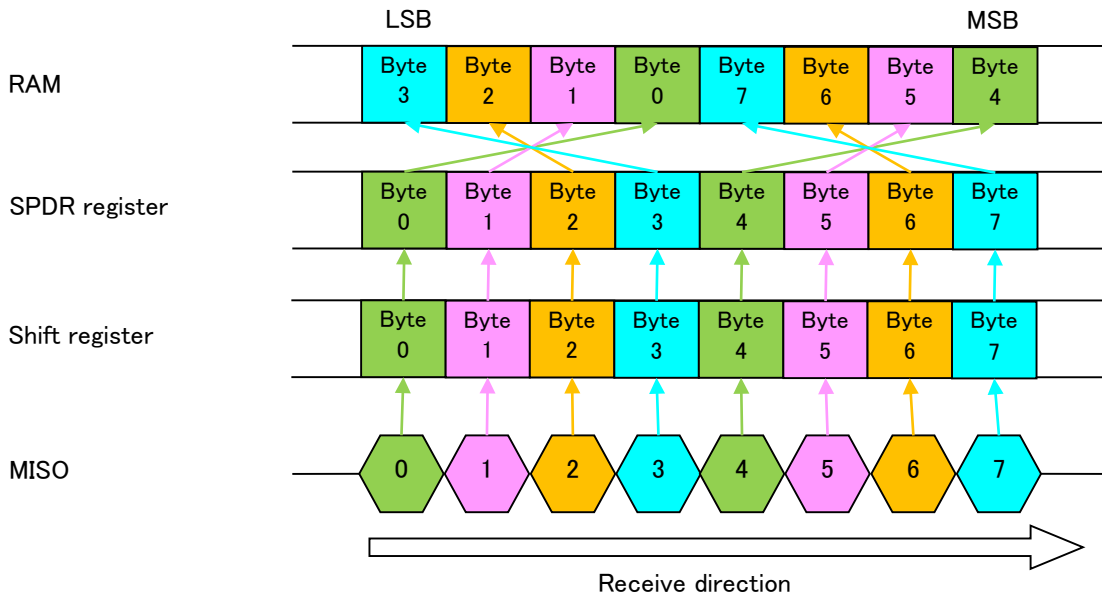 LSB MSB
RAM
Byte 3 Byte 2 Byte 1 Byte 0 Byte 7 Byte 6 Byte 5 Byte 4
SPDR register
Byte 0 Byte 1 Byte 2 Byte 3 Byte 4 Byte 5 Byte 6 Byte 7
Shift register
Byte 0 Byte 1 Byte 2 Byte 3 Byte 4 Byte 5 Byte 6 Byte 7
MISO
0 1 2 3 4 5 6 7
Receive direction